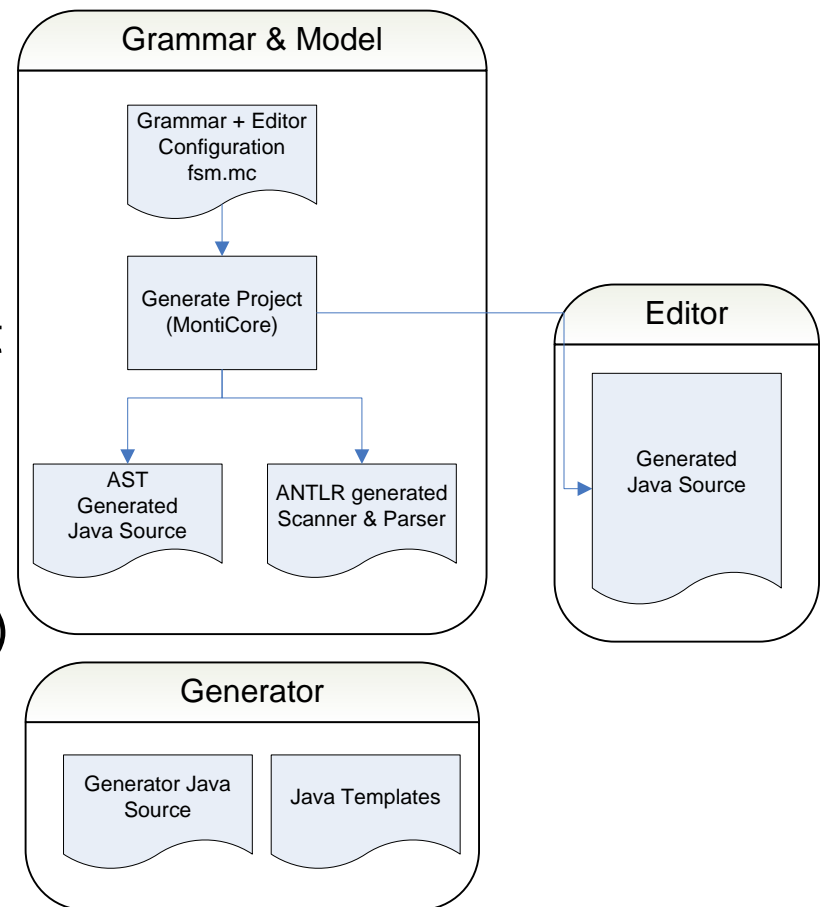 Grammar & Model
Grammar + Editor
Configuration
fsm.mc
Generate Project
(MontiCore)
AST
Generated
Java Source
ANTLR generated
Scanner & Parser
Editor
Generated
Java Source
)
Generator
Generator Java
Source
Java Templates